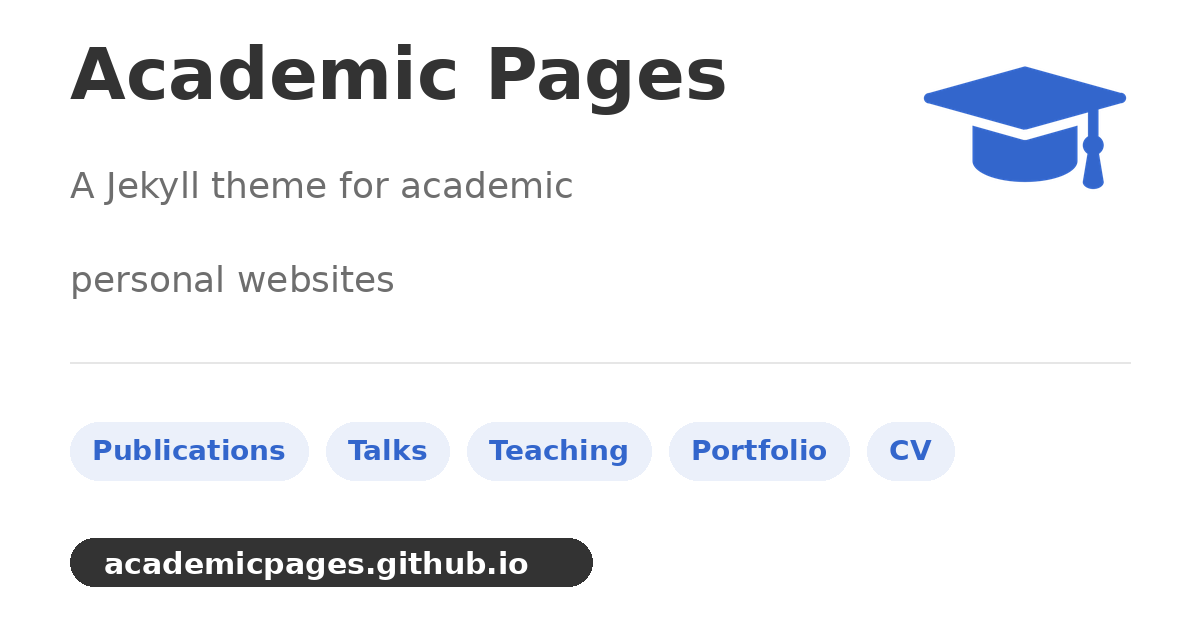 Academic Pages
A Jekyll theme for academic
personal websites
Publications Talks Teaching Portfolio CV
academicpages.github.io